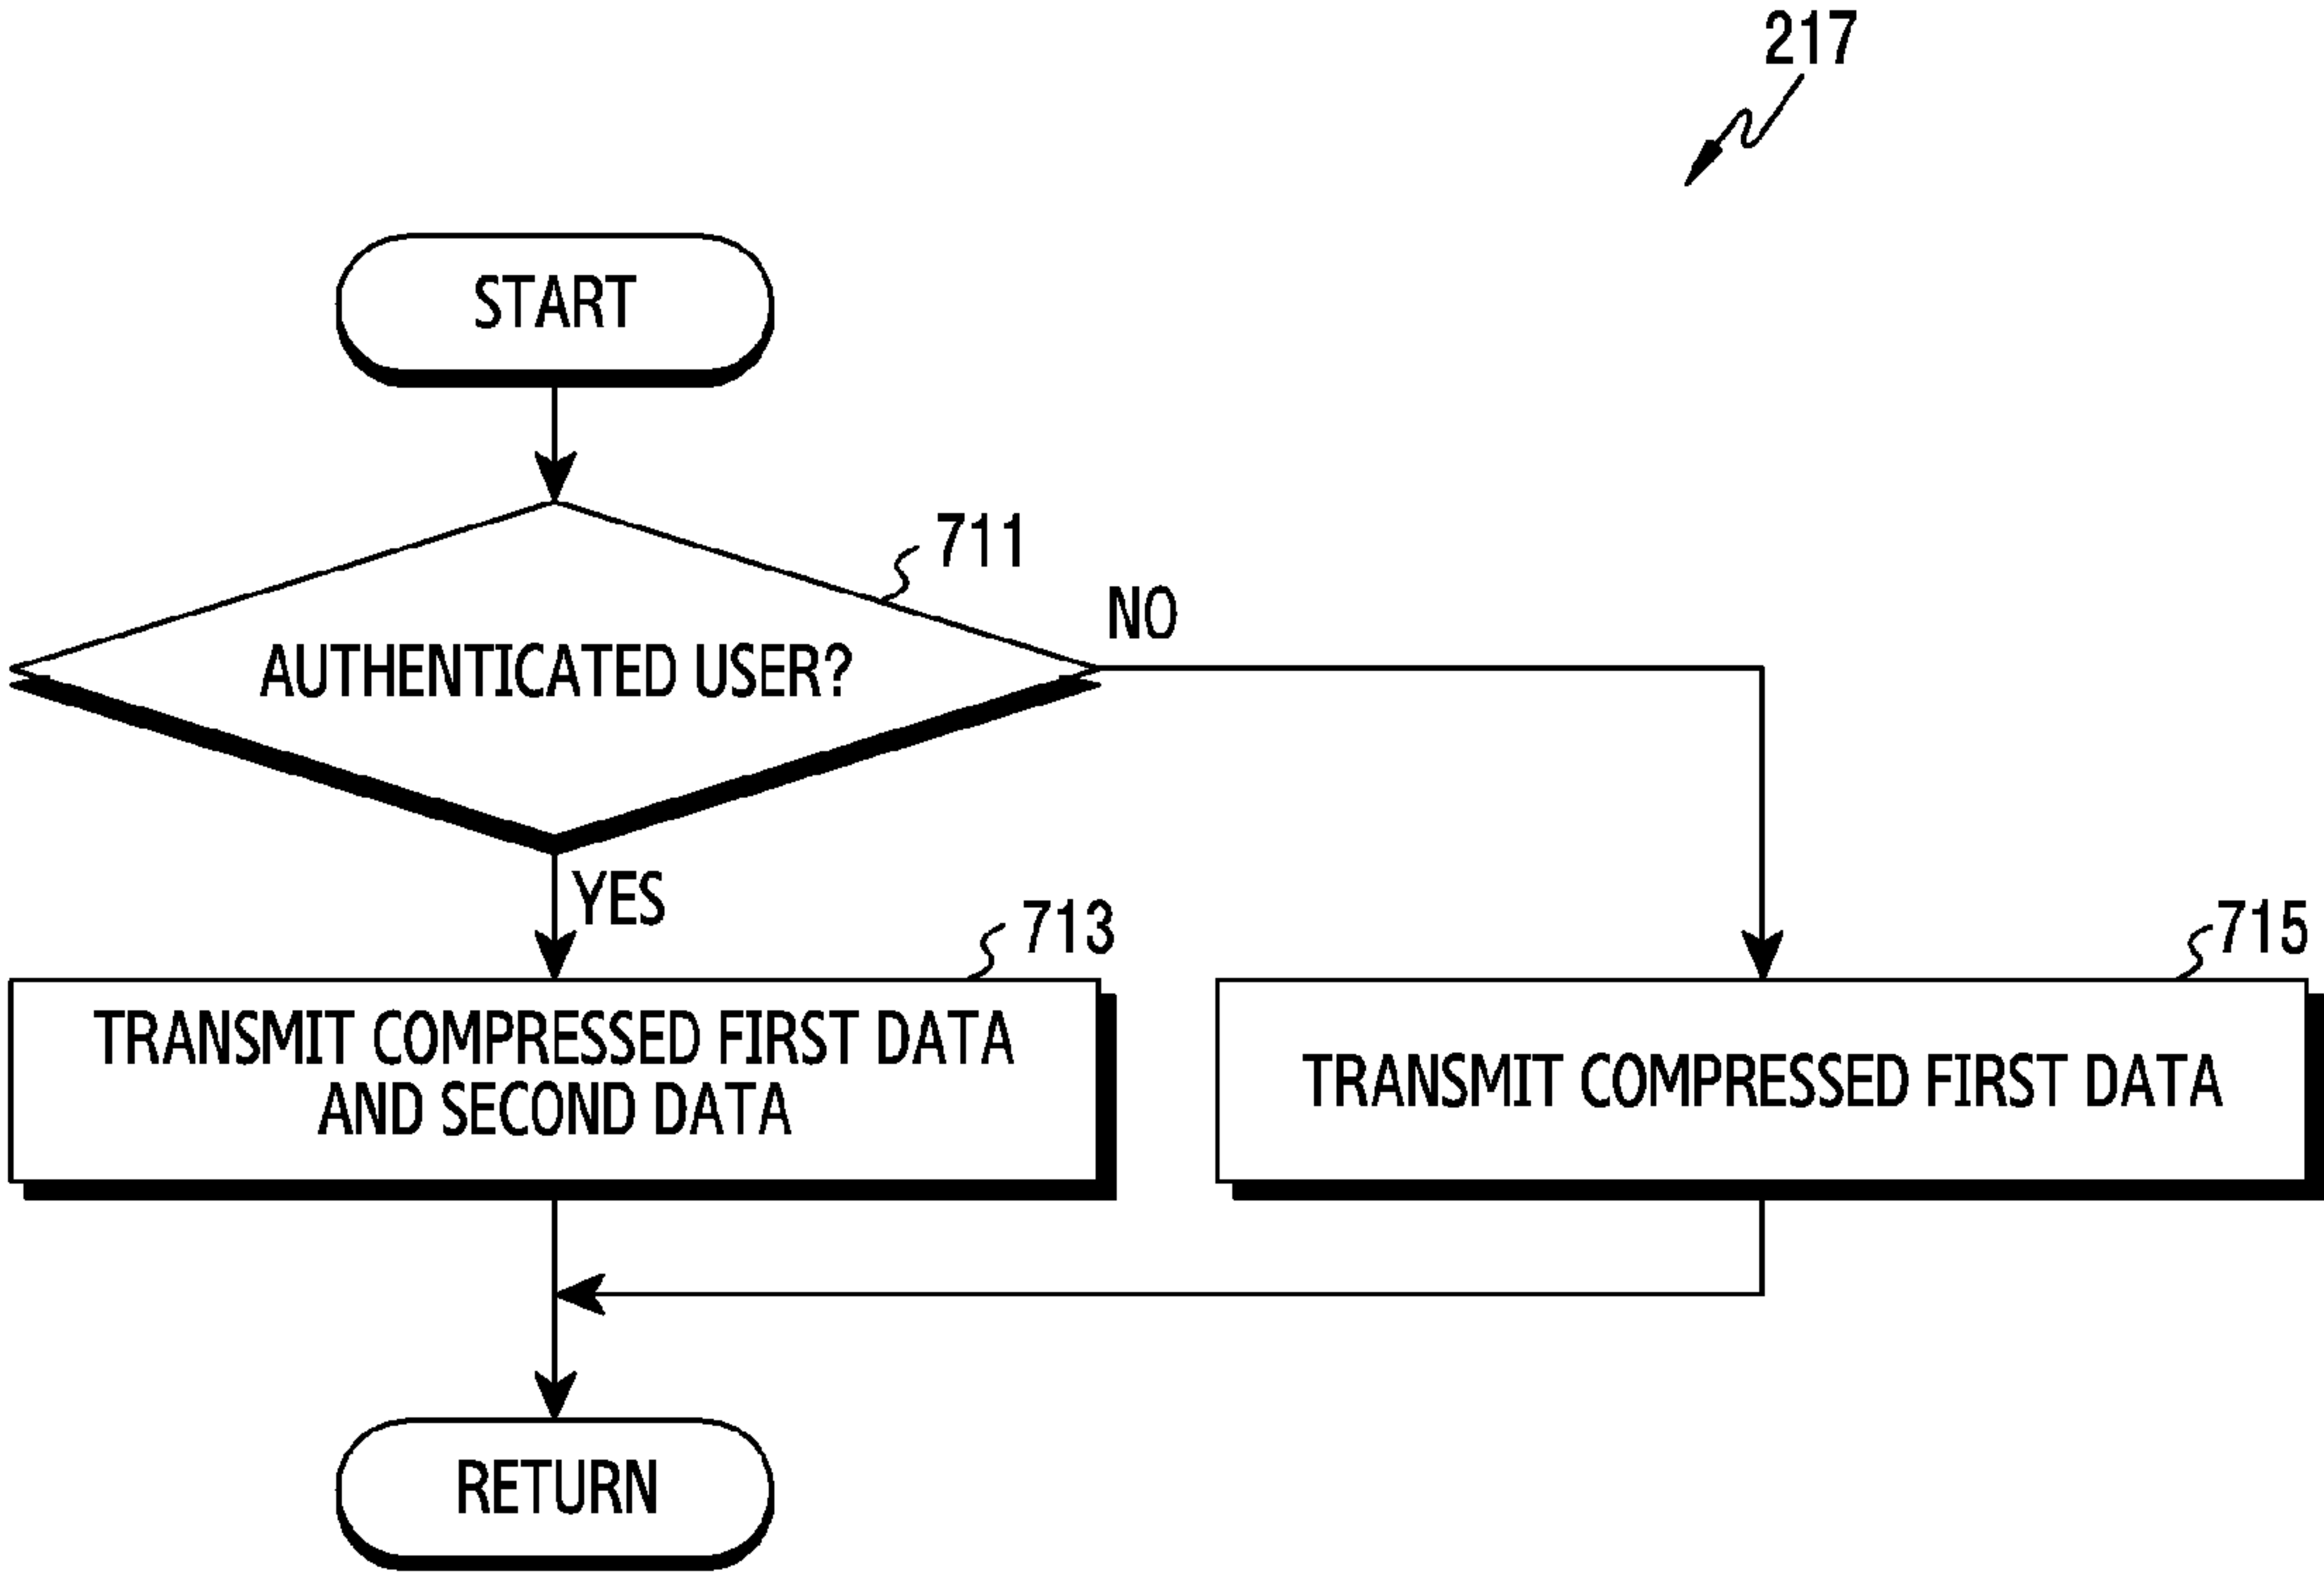 217
START
711
NO
AUTHENTICATED USER?
YES
713
715
TRANSMIT COMPRESSED FIRST DATA
AND SECOND DATA
TRANSMIT COMPRESSED FIRST DATA
RETURN